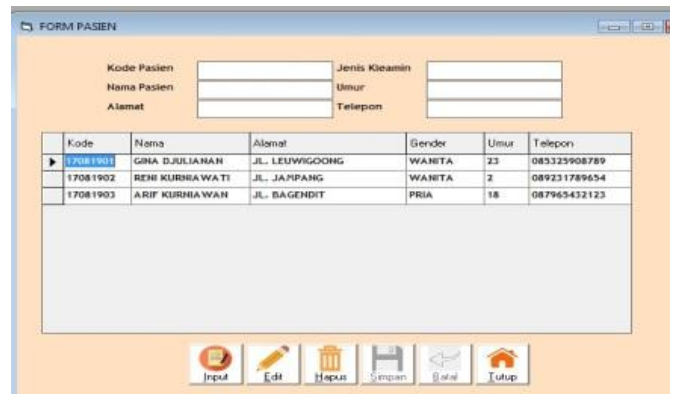 FORM PASIEN
Kode Pasien Jenis Kleamin
Nama Pasien Umur
Alamat Telepon
Kode Nama Alamat Gender Umur Telepon
17081901 GINA DJULIANAN JL. LEUWIGOONG WANITA 23 085325908789
17081902 RENI KURNIAWATI JL. JAMPANG WANITA 2 089231789654
17081903 ARIF KURNIAWAN JL. BAGENDIT PRIA 18 087965432123
Input Edit Hapus Simpan Batal Tutup